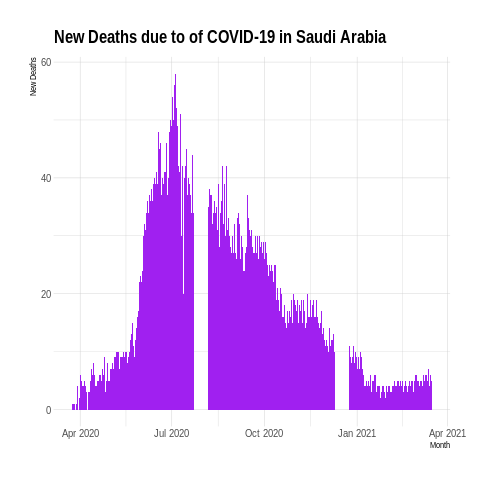 New Deaths due to of COVID-19 in Saudi Arabia
New Deaths
60
40
20
0
Apr 2020 Jul 2020 Oct 2020 Jan 2021 Apr 2021
Month